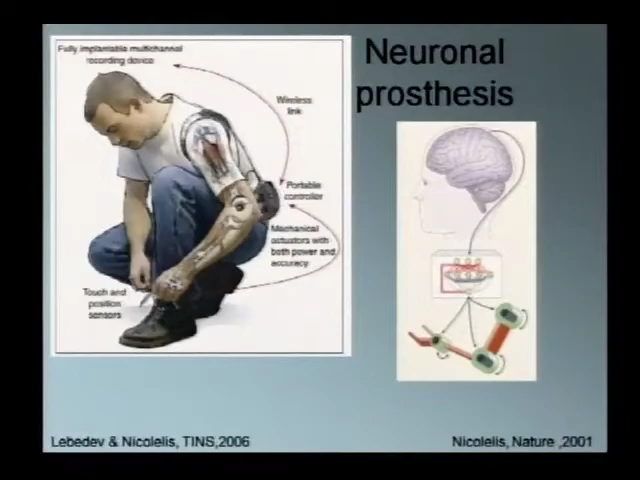 Neuronal
prosthesis
Fully implantable multichannel
recording device
Wireless
link
Portable
controller
Mechanical
actuators with
both power and
accuracy
Touch and
position
sensors
Lebedev & Nicolelis, TINS,2006
Nicolelis, Nature ,2001